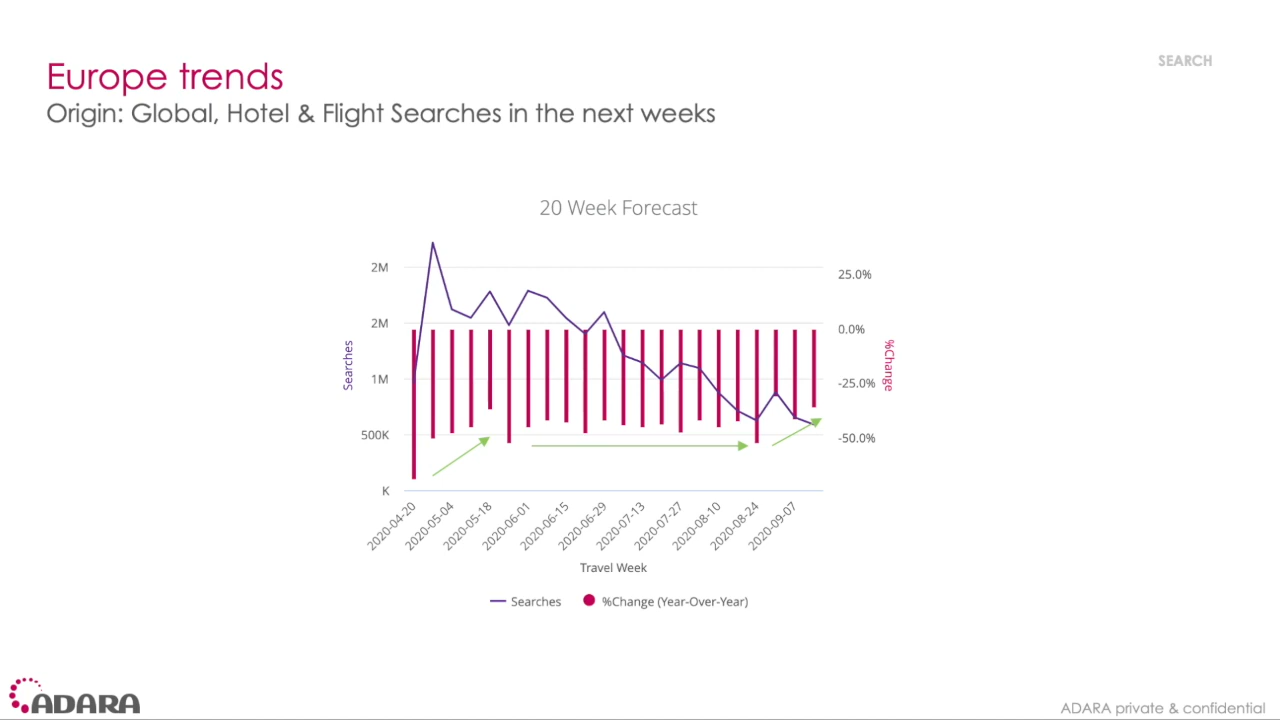 Europe trends
SEARCH
Origin: Global, Hotel & Flight Searches in the next weeks
20 Week Forecast
2M
2M
1M
500K
K
Searches
25.0%
0.0%
-25.0%
-50.0%
%Change
2020-04-20
2020-05-04
2020-05-18
2020-06-01
2020-06-15
2020-06-29
2020-07-13
2020-07-27
2020-08-10
2020-08-24
2020-09-07
Travel Week
Searches
%Change (Year-Over-Year)
ADARA
ADARA private & confidential